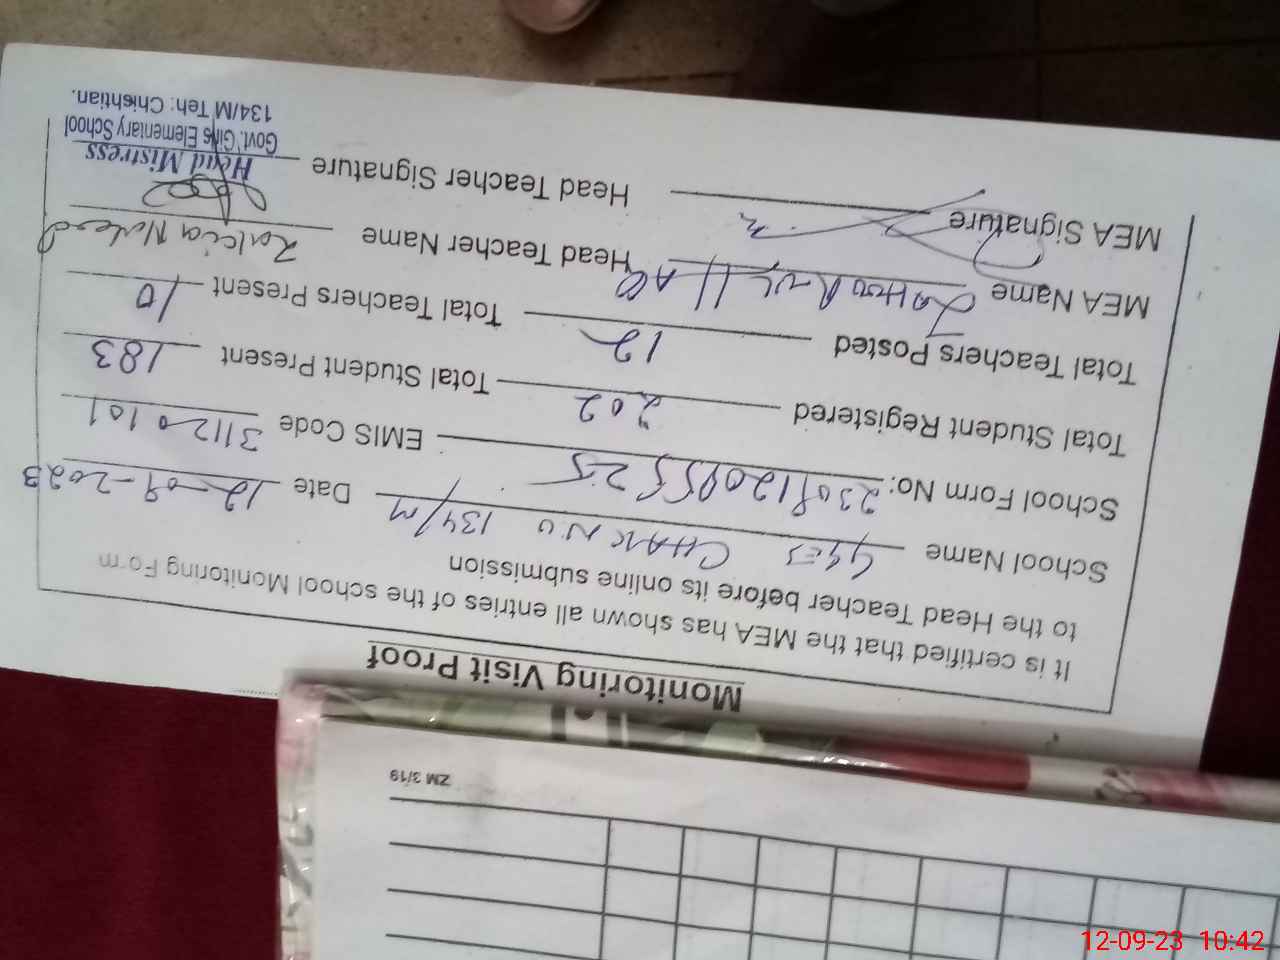 Monitoring Visit Proof
It is certified that the MEA has shown all entries of the school Monitoring Form
to the Head Teacher before its online submission
School Name GGES CHAK NO 134/M Date 12-09-2023
School Form No: EMIS Code 31120101
Total Student Registered 202 Total Student Present 183
Total Teachers Posted 12 Total Teachers Present 10
MEA Name Head Teacher Name
MEA Signature Head Teacher Signature
Head Mistress
Govt. Girls Elementary School
134/M Teh: Chishtian.
ZM 3/19
12-09-23 10:42